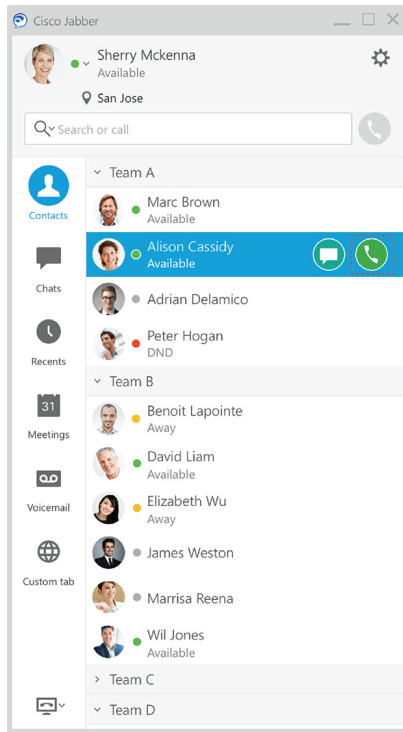 Cisco Jabber
Sherry Mckenna
Available
San Jose
Search or call
Contacts
Chats
Recents
31
Meetings
Voicemail
Custom tab
Team A
Marc Brown
Available
Alison Cassidy
Available
Adrian Delamico
Peter Hogan
DND
Team B
Benoit Lapointe
Away
David Liam
Available
Elizabeth Wu
Away
James Weston
Marrisa Reena
Wil Jones
Available
Team C
Team D